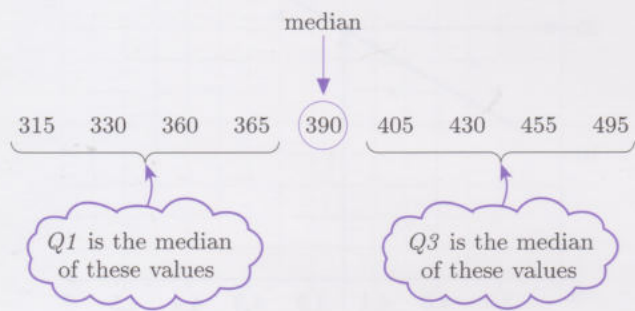 median
315 330 360 365 390 405 430 455 495
Q1 is the median
of these values
Q3 is the median
of these values